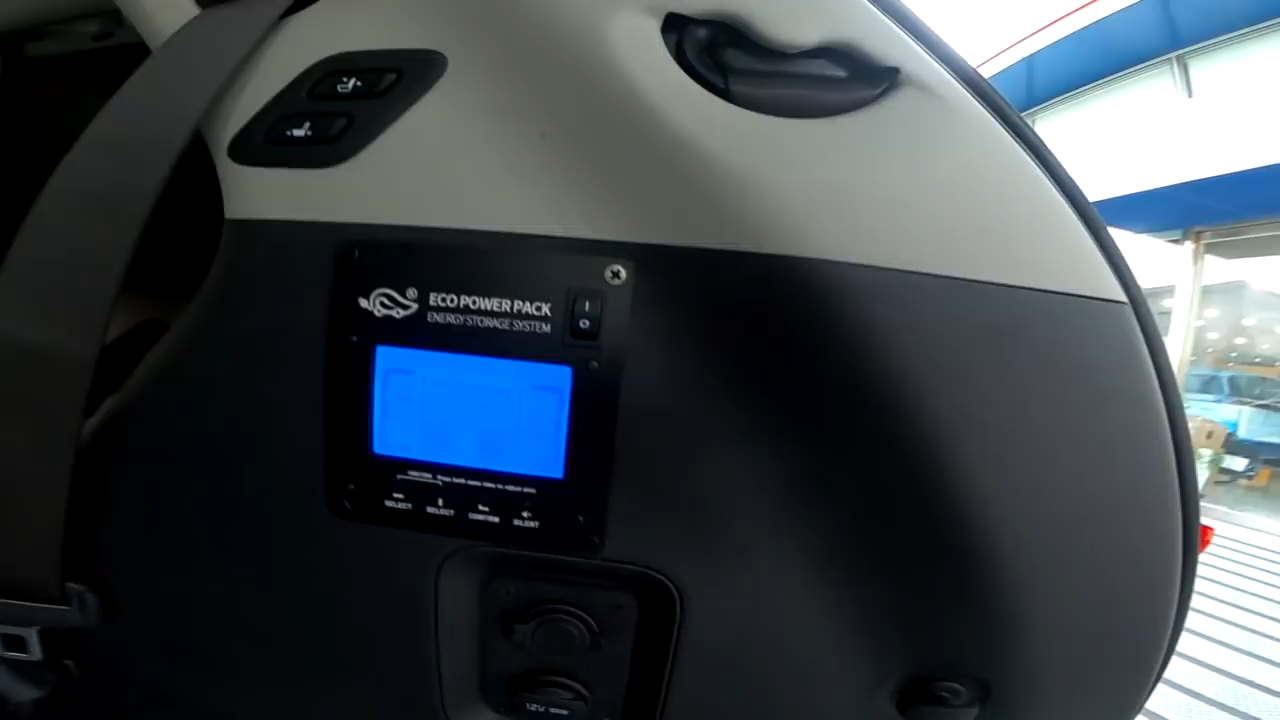 ECO POWER PACK
ENERGY STORAGE SYSTEM
SELECT
SELECT
CONFIRM
SILENT
12V